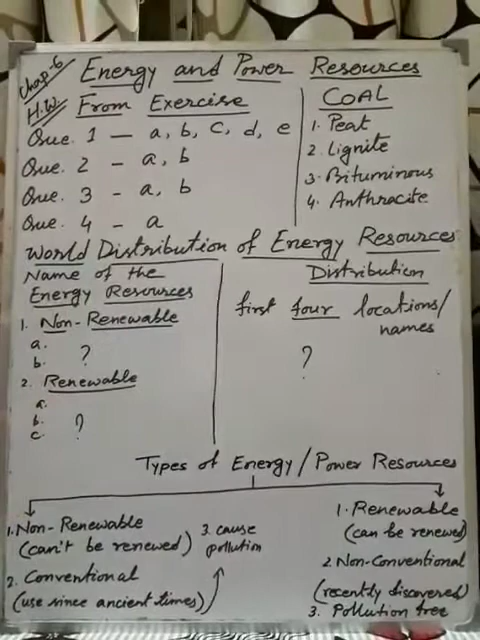 Chap-6
Energy and Power Resources
H.W. From Exercise
Que. 1 — a, b, c, d, e
Que. 2 - a, b
Que. 3 - a, b
Que. 4 - a
COAL
1. Peat
2. Lignite
3. Bituminous
4. Anthracite
World Distribution of Energy Resources
Name of the
Energy Resources
1. Non-Renewable
a.
b. ?
2. Renewable
a.
b. ?
c.
Distribution
first four locations/
names
?
Types of Energy/Power Resources
1. Non-Renewable
(can't be renewed)
2. Conventional
(use since ancient times)
3. cause
pollution
1. Renewable
(can be renewed)
2. Non-Conventional
(recently discovered)
3. Pollution free